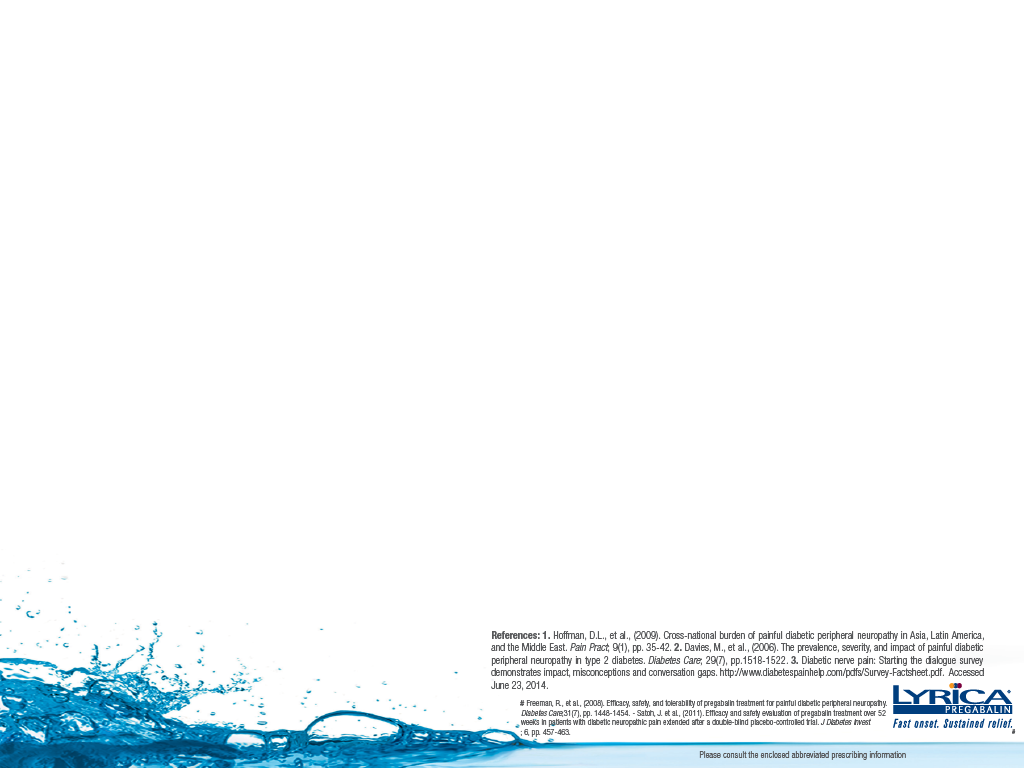 References: 1. Hoffman, D.L., et al., (2009). Cross-national burden of painful diabetic peripheral neuropathy in Asia, Latin America,
and the Middle East. Pain Pract; 9(1), pp. 35-42. 2. Davies, M., et al., (2006). The prevalence, severity, and impact of painful diabetic
peripheral neuropathy in type 2 diabetes. Diabetes Care; 29(7), pp.1518-1522. 3. Diabetic nerve pain: Starting the dialogue survey
demonstrates impact, misconceptions and conversation gaps. http://www.diabetespainhelp.com/pdfs/Survey-Factsheet.pdf. Accessed
June 23, 2014.
# Freeman, R., et al., (2008). Efficacy, safety, and tolerability of pregabalin treatment for painful diabetic peripheral neuropathy.
Diabetes Care;31(7), pp. 1448-1454. - Satoh, J. et al., (2011). Efficacy and safety evaluation of pregabalin treatment over 52
weeks in patients with diabetic neuropathic pain extended after a double-blind placebo-controlled trial. J Diabetes Invest
; 6, pp. 457-463.
LYRICA®
PREGABALIN
Fast onset. Sustained relief.
#
Please consult the enclosed abbreviated prescribing information